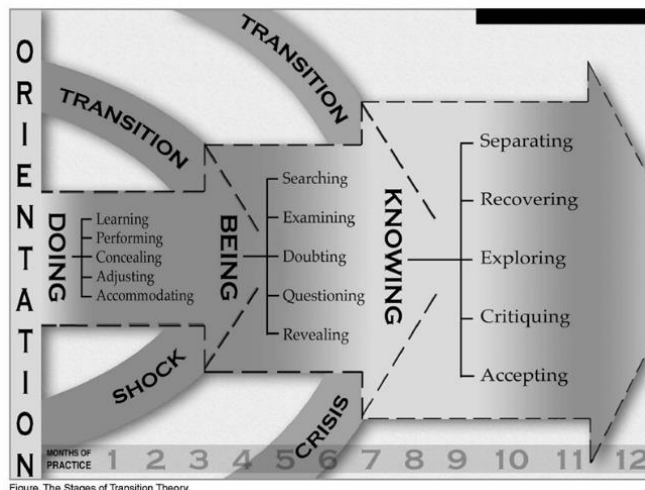 ORIENTATION
TRANSITION
TRANSITION
DOING
Learning
Performing
Concealing
Adjusting
Accommodating
BEING
Searching
Examining
Doubting
Questioning
Revealing
KNOWING
Separating
Recovering
Exploring
Critiquing
Accepting
SHOCK
CRISIS
MONTHS OF
PRACTICE
1 2 3 4 5 6 7 8 9 10 11 12
Figure. The Stages of Transition Theory